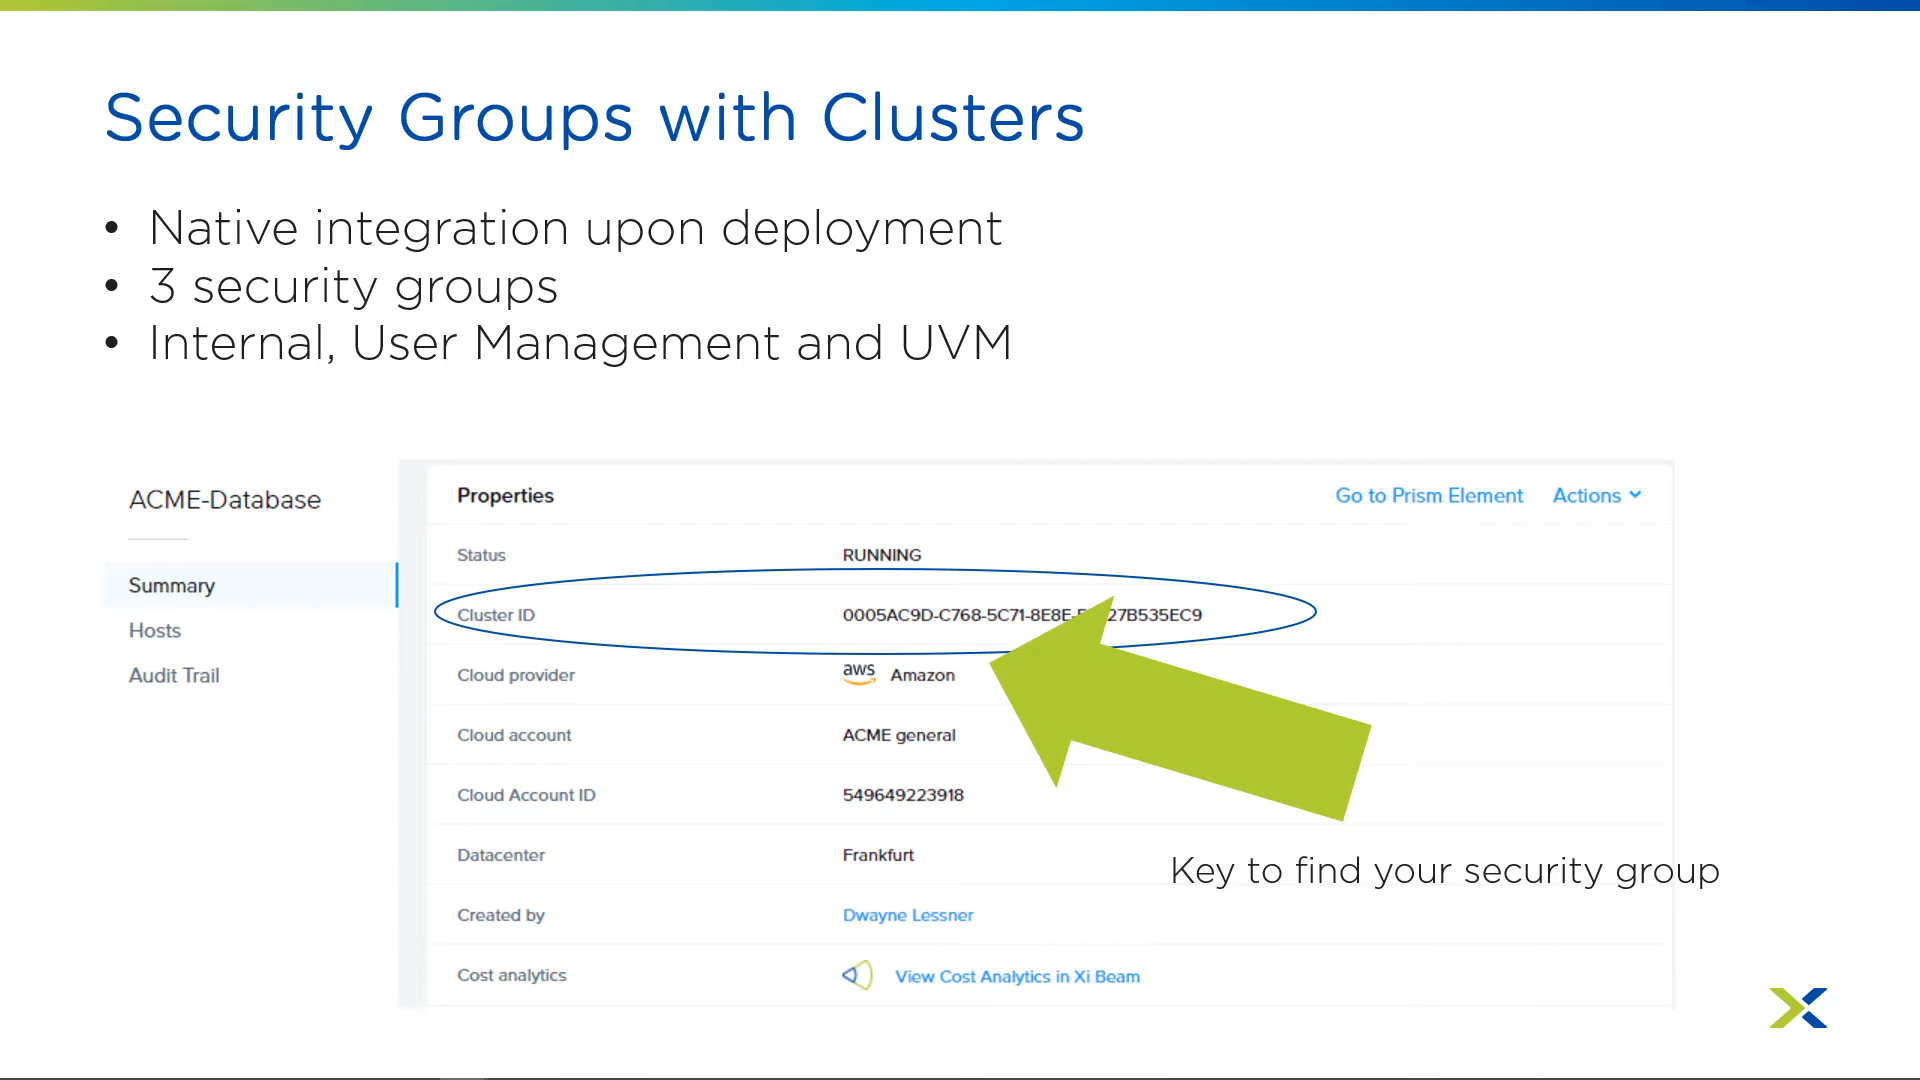 Security Groups with Clusters
• Native integration upon deployment
• 3 security groups
• Internal, User Management and UVM
ACME-Database
Summary
Hosts
Audit Trail
Properties
Go to Prism Element
Actions
Status RUNNING
Cluster ID
Cloud provider aws Amazon
Cloud account ACME general
Cloud Account ID 549649223918
Datacenter Frankfurt
Key to find your security group
Created by Dwayne Lessner
Cost analytics View Cost Analytics in Xi Beam